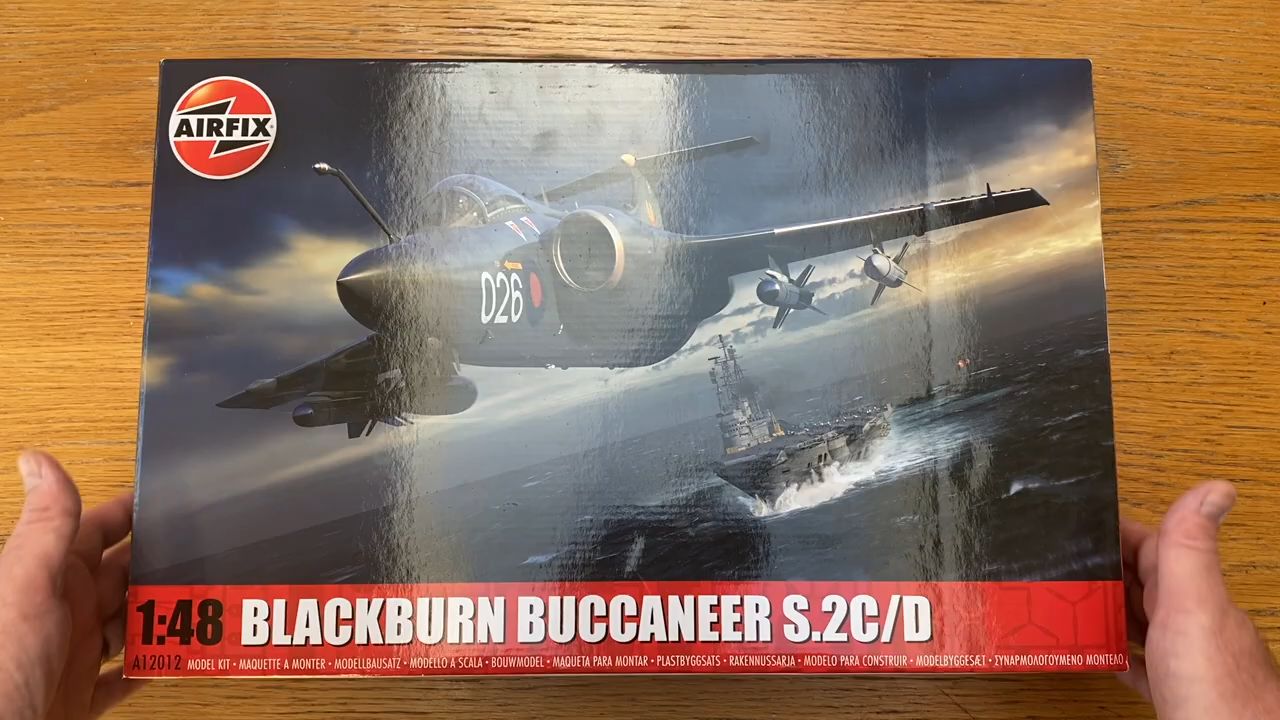 AIRFIX
026
1:48 BLACKBURN BUCCANEER S.2C/D
A12012 MODEL KIT • MAQUETTE A MONTER • MODELLBAUSATZ • MODELLO A SCALA • BOUWMODEL • MAQUETA PARA MONTAR • PLASTBYGGSATS • RAKENNUSSARJA • MODELO PARA CONSTRUIR • MODELBYGGESÆT • ΣΥΝΑΡΜΟΛΟΓΟΥΜΕΝΟ ΜΟΝΤΕΛΟ